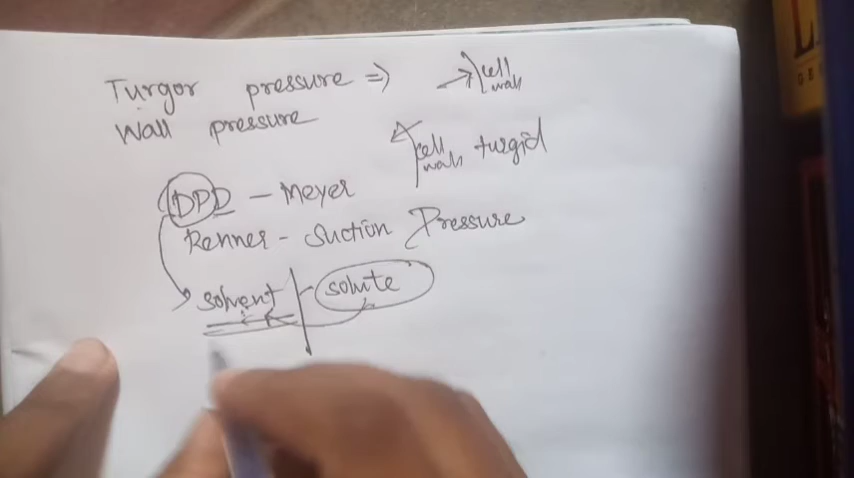 Turgor pressure ⇒ → cell wall
Wall pressure
cell wall turgid
DPD - Meyer
Renner - Suction Pressure
solvent solute